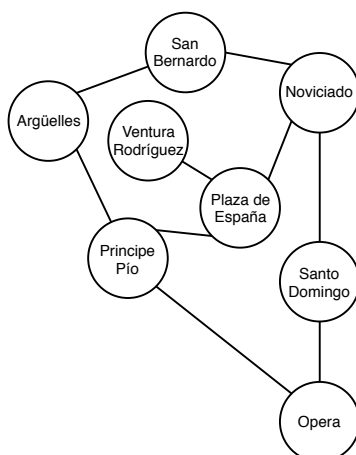 San
Bernardo
Noviciado
Argüelles
Ventura
Rodríguez
Plaza de
España
Principe
Pío
Santo
Domingo
Opera